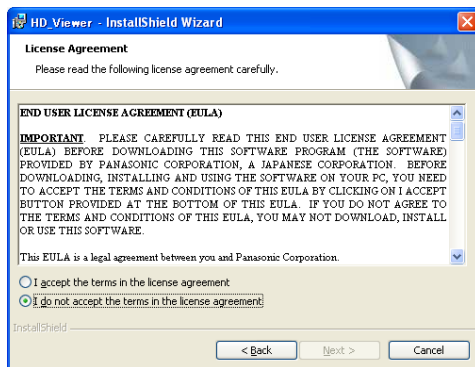 HD_Viewer - InstallShield Wizard
License Agreement
Please read the following license agreement carefully.
END USER LICENSE AGREEMENT (EULA)
IMPORTANT. PLEASE CAREFULLY READ THIS END USER LICENSE AGREEMENT
(EULA) BEFORE DOWNLOADING THIS SOFTWARE PROGRAM (THE SOFTWARE)
PROVIDED BY PANASONIC CORPORATION, A JAPANESE CORPORATION. BEFORE
DOWNLOADING, INSTALLING AND USING THE SOFTWARE ON YOUR PC, YOU NEED
TO ACCEPT THE TERMS AND CONDITIONS OF THIS EULA BY CLICKING ON I ACCEPT
BUTTON PROVIDED AT THE BOTTOM OF THIS EULA. IF YOU DO NOT AGREE TO
THE TERMS AND CONDITIONS OF THIS EULA, YOU MAY NOT DOWNLOAD, INSTALL
OR USE THIS SOFTWARE.
This EULA is a legal agreement between you and Panasonic Corporation.
I accept the terms in the license agreement
I do not accept the terms in the license agreement
InstallShield
< Back
Next >
Cancel